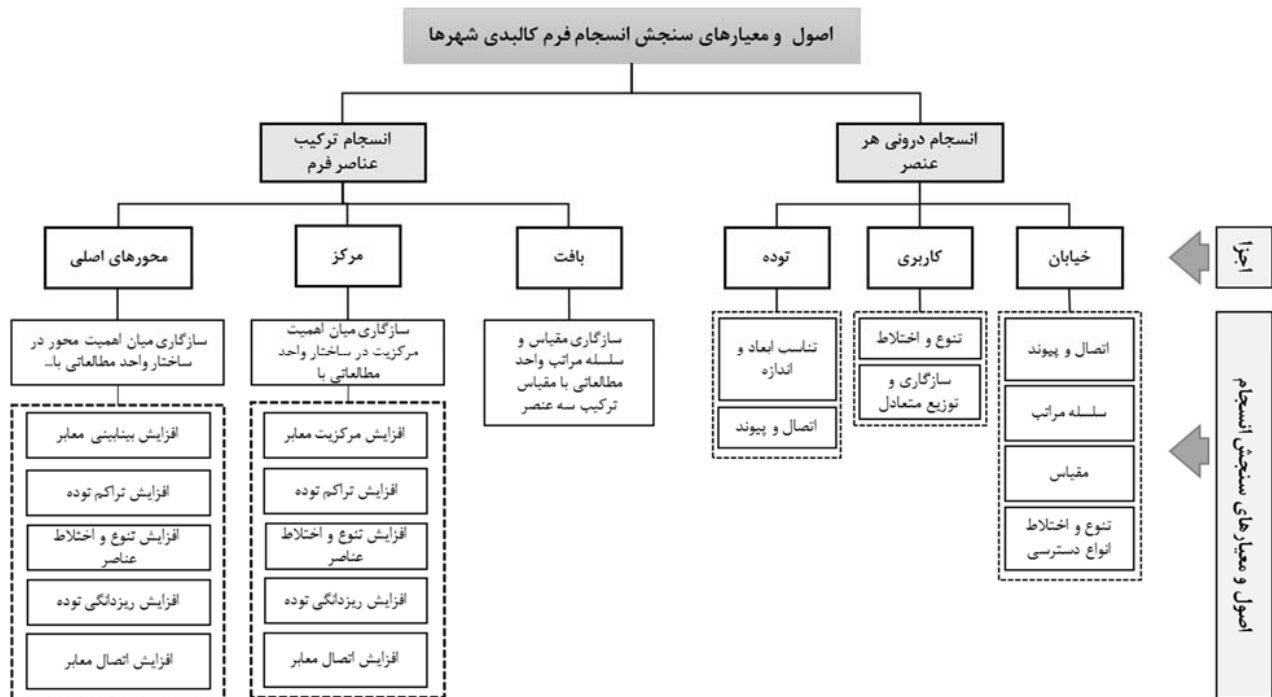 اصول و معیارهای سنجش انسجام فرم کالبدی شهرها
انسجام درونی هر
عنصر
انسجام ترکیب
عناصر فرم
اجزا
خیابان
کاربری
توده
بافت
مرکز
محورهای اصلی
اصول و معیارهای سنجش انسجام
اتصال و پیوند
سلسله مراتب
مقیاس
تنوع و اختلاط
انواع دسترسی
تنوع و اختلاط
سازگاری و
توزیع متعادل
تناسب ابعاد و
اندازه
اتصال و پیوند
سازگاری مقیاس و
سلسله مراتب واحد
مطالعاتی با مقیاس
ترکیب سه عنصر
سازگاری میان اهمیت
مرکزیت در ساختار واحد
مطالعاتی با
افزایش مرکزیت معابر
افزایش تراکم توده
افزایش تنوع و اختلاط
عناصر
افزایش ریزدانگی توده
افزایش اتصال معابر
سازگاری میان اهمیت محور در
ساختار واحد مطالعاتی با...
افزایش بینابینی معابر
افزایش تراکم توده
افزایش تنوع و اختلاط
عناصر
افزایش ریزدانگی توده
افزایش اتصال معابر